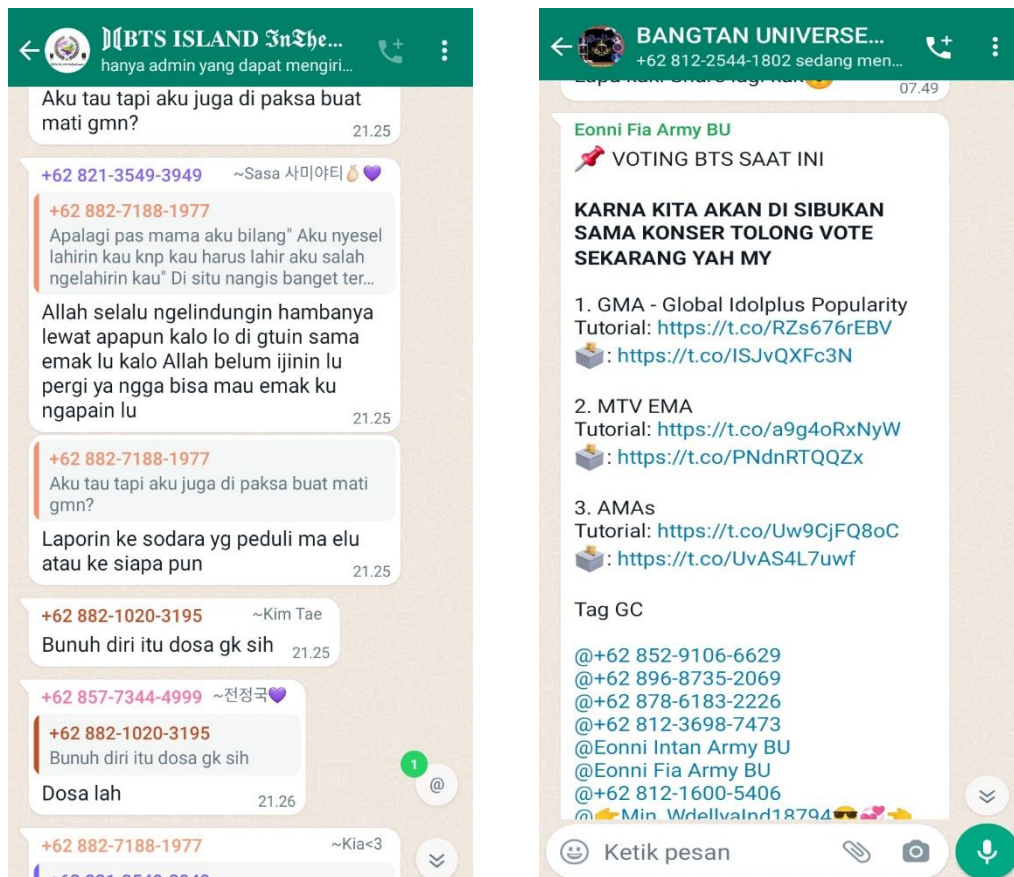 BTS ISLAND 𝕴𝖓𝕿𝖍𝖊...
hanya admin yang dapat mengiri...
Aku tau tapi aku juga di paksa buat
mati gmn?
21.25
+62 821-3549-3949 ~Sasa 사미야티🫰🏻💜
+62 882-7188-1977
Apalagi pas mama aku bilang" Aku nyesel
lahirin kau knp kau harus lahir aku salah
ngelahirin kau" Di situ nangis banget ter...
Allah selalu ngelindungin hambanya
lewat apapun kalo lo di gtuin sama
emak lu kalo Allah belum ijinin lu
pergi ya ngga bisa mau emak ku
ngapain lu
21.25
+62 882-7188-1977
Aku tau tapi aku juga di paksa buat mati
gmn?
Laporin ke sodara yg peduli ma elu
atau ke siapa pun
21.25
+62 882-1020-3195 ~Kim Tae
Bunuh diri itu dosa gk sih 21.25
+62 857-7344-4999 ~전정국💜
+62 882-1020-3195
Bunuh diri itu dosa gk sih
Dosa lah
21.26
1
@
+62 882-7188-1977 ~Kia<3
BANGTAN UNIVERSE...
+62 812-2544-1802 sedang men...
07.49
Eonni Fia Army BU
📌 VOTING BTS SAAT INI
KARNA KITA AKAN DI SIBUKAN
SAMA KONSER TOLONG VOTE
SEKARANG YAH MY
1. GMA - Global Idolplus Popularity
Tutorial: https://t.co/RZs676rEBV
🗳: https://t.co/ISJvQXFc3N
2. MTV EMA
Tutorial: https://t.co/a9g4oRxNyW
🗳: https://t.co/PNdnRTQQZx
3. AMAs
Tutorial: https://t.co/Uw9CjFQ8oC
🗳: https://t.co/UvAS4L7uwf
Tag GC
@+62 852-9106-6629
@+62 896-8735-2069
@+62 878-6183-2226
@+62 812-3698-7473
@Eonni Intan Army BU
@Eonni Fia Army BU
@+62 812-1600-5406
@👉Min_WdellyaInd18794😎💞👈
Ketik pesan